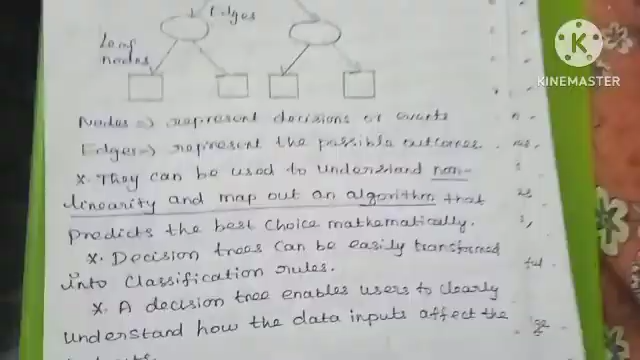 Edges
Leaf
nodes
K
KINEMASTER
Nodes => represent decisions or events
Edges => represent the possible outcomes.
x. They can be used to understand non-
linearity and map out an algorithm that
predicts the best choice mathematically.
x. Decision trees can be easily transformed
into classification rules.
x. A decision tree enables users to clearly
understand how the data inputs affect the